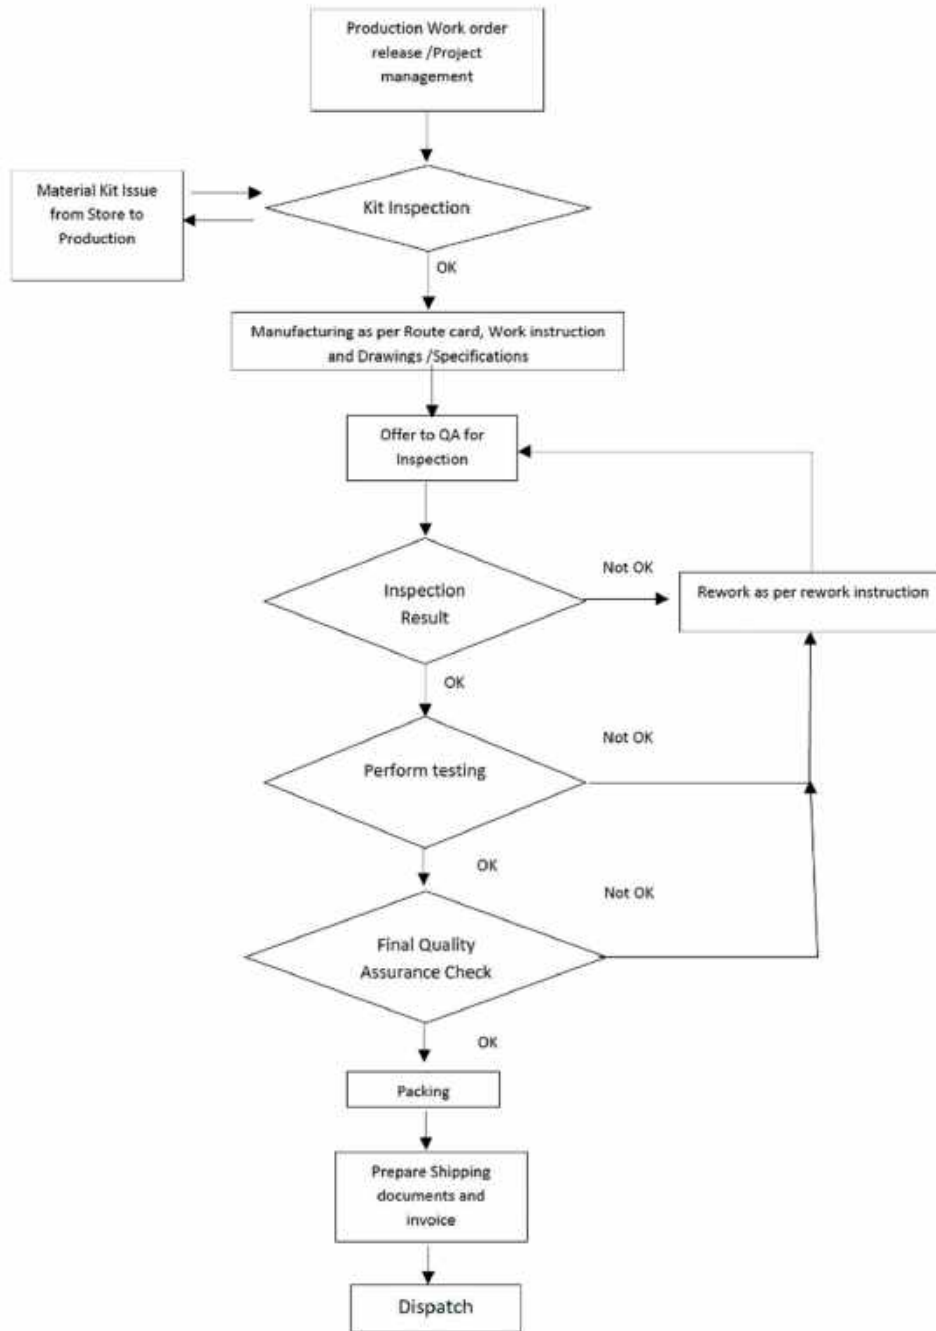 Production Work order
release /Project
management
Material Kit Issue
from Store to
Production
Kit Inspection
OK
Manufacturing as per Route card, Work instruction
and Drawings /Specifications
Offer to QA for
Inspection
Inspection
Result
Not OK
Rework as per rework instruction
OK
Perform testing
Not OK
OK
Not OK
Final Quality
Assurance Check
OK
Packing
Prepare Shipping
documents and
invoice
Dispatch